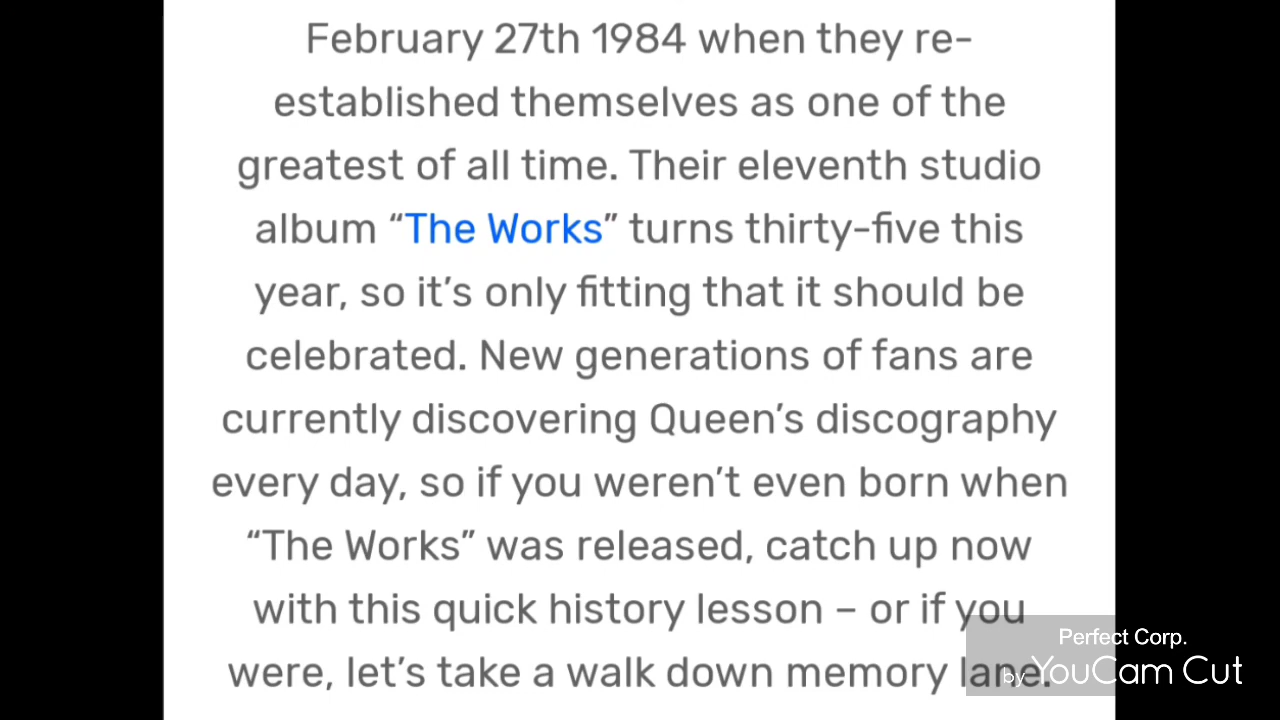 February 27th 1984 when they re-
established themselves as one of the
greatest of all time. Their eleventh studio
album “The Works” turns thirty-five this
year, so it’s only fitting that it should be
celebrated. New generations of fans are
currently discovering Queen’s discography
every day, so if you weren’t even born when
“The Works” was released, catch up now
with this quick history lesson – or if you
were, let’s take a walk down memory lane.
Perfect Corp.
by YouCam Cut